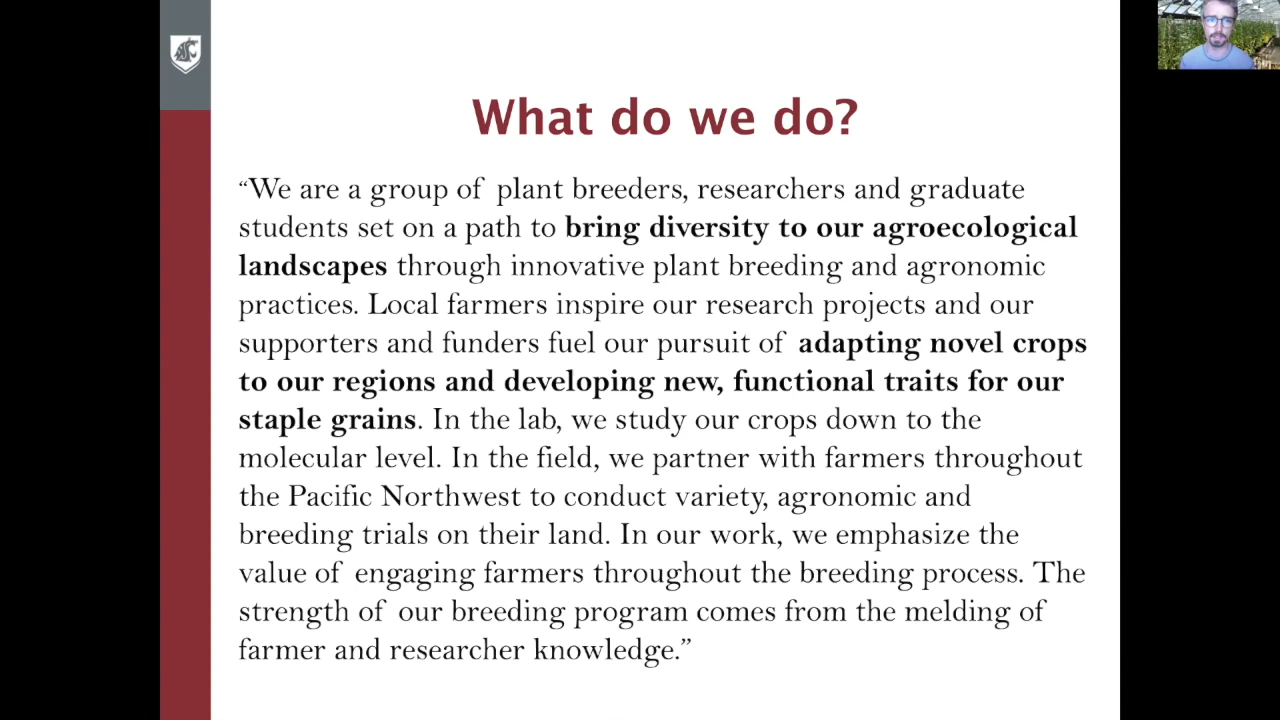 What do we do?
“We are a group of plant breeders, researchers and graduate
students set on a path to bring diversity to our agroecological
landscapes through innovative plant breeding and agronomic
practices. Local farmers inspire our research projects and our
supporters and funders fuel our pursuit of adapting novel crops
to our regions and developing new, functional traits for our
staple grains. In the lab, we study our crops down to the
molecular level. In the field, we partner with farmers throughout
the Pacific Northwest to conduct variety, agronomic and
breeding trials on their land. In our work, we emphasize the
value of engaging farmers throughout the breeding process. The
strength of our breeding program comes from the melding of
farmer and researcher knowledge.”